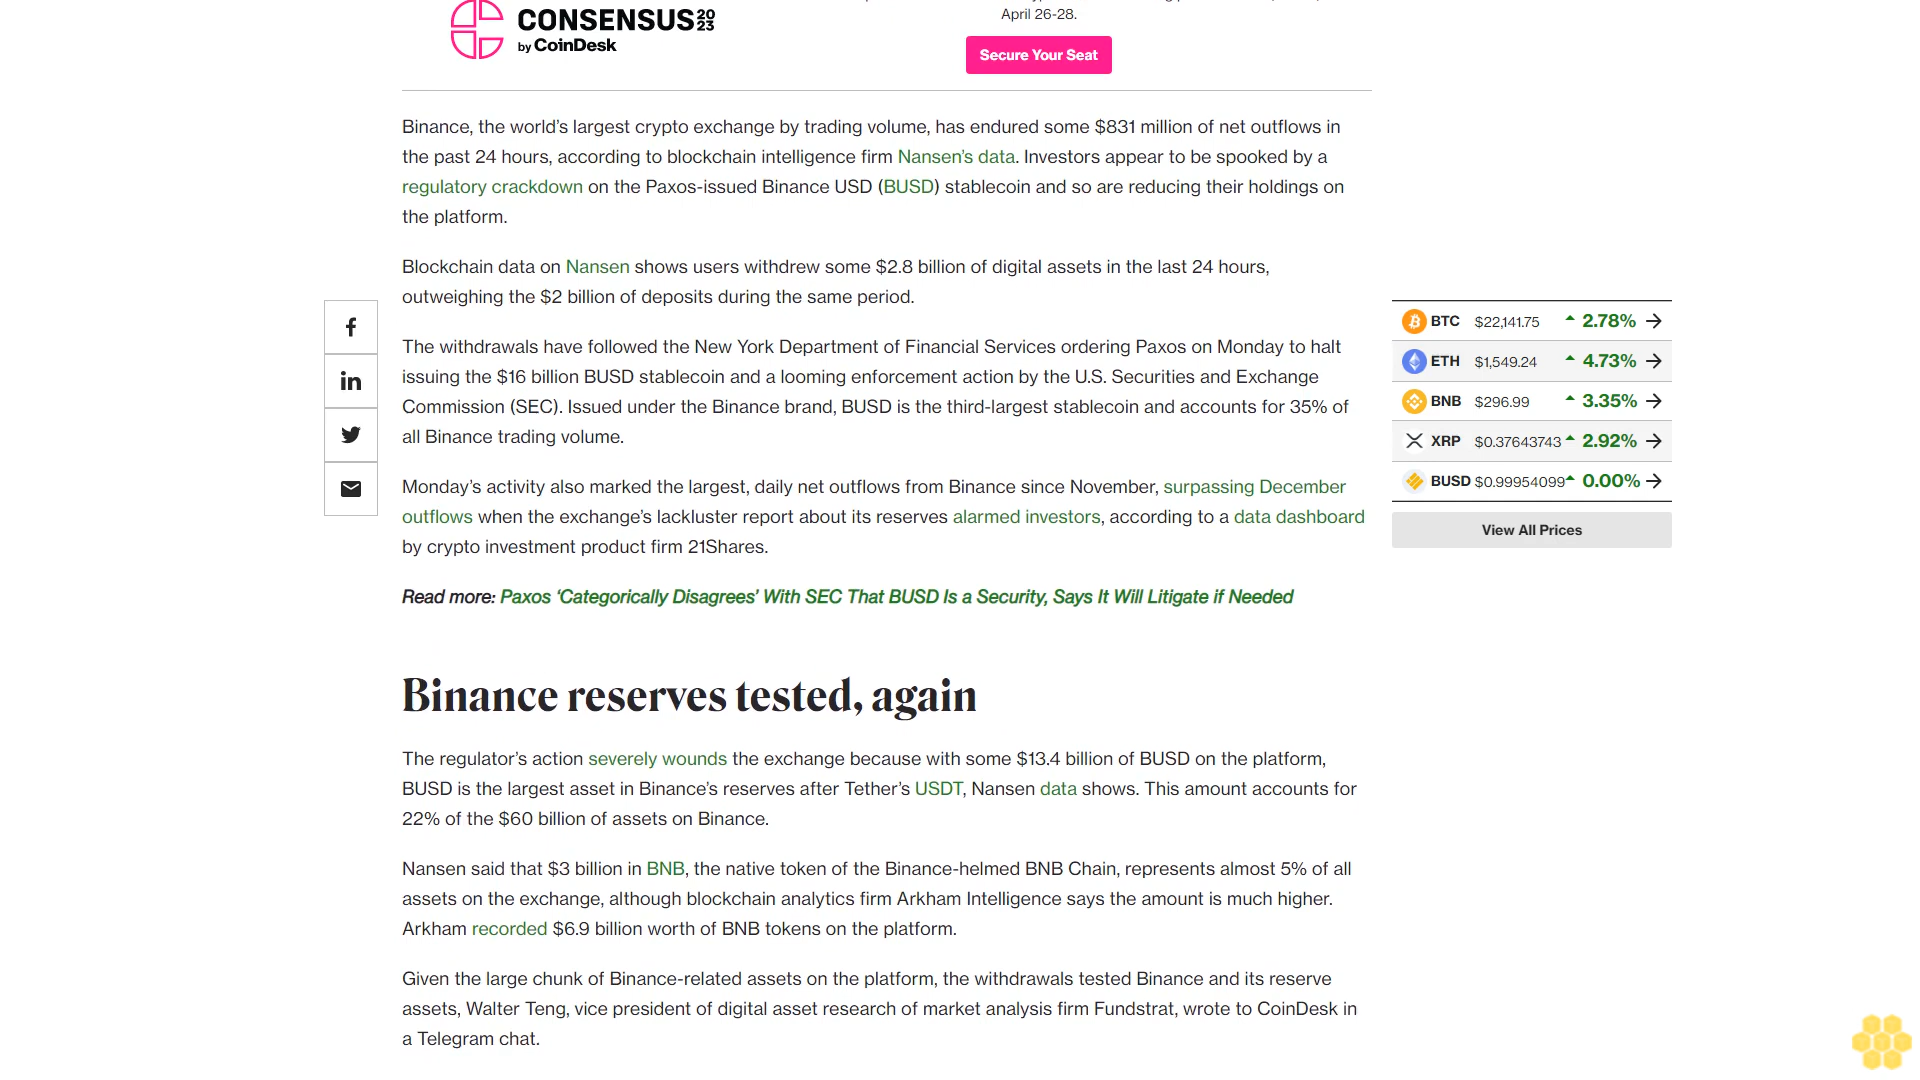 CONSENSUS 2023
by CoinDesk
April 26-28.
Secure Your Seat
Binance, the world’s largest crypto exchange by trading volume, has endured some $831 million of net outflows in
the past 24 hours, according to blockchain intelligence firm Nansen’s data. Investors appear to be spooked by a
regulatory crackdown on the Paxos-issued Binance USD (BUSD) stablecoin and so are reducing their holdings on
the platform.
Blockchain data on Nansen shows users withdrew some $2.8 billion of digital assets in the last 24 hours,
outweighing the $2 billion of deposits during the same period.
The withdrawals have followed the New York Department of Financial Services ordering Paxos on Monday to halt
issuing the $16 billion BUSD stablecoin and a looming enforcement action by the U.S. Securities and Exchange
Commission (SEC). Issued under the Binance brand, BUSD is the third-largest stablecoin and accounts for 35% of
all Binance trading volume.
Monday’s activity also marked the largest, daily net outflows from Binance since November, surpassing December
outflows when the exchange’s lackluster report about its reserves alarmed investors, according to a data dashboard
by crypto investment product firm 21Shares.
Read more: Paxos ‘Categorically Disagrees’ With SEC That BUSD Is a Security, Says It Will Litigate if Needed
Binance reserves tested, again
The regulator’s action severely wounds the exchange because with some $13.4 billion of BUSD on the platform,
BUSD is the largest asset in Binance’s reserves after Tether’s USDT, Nansen data shows. This amount accounts for
22% of the $60 billion of assets on Binance.
Nansen said that $3 billion in BNB, the native token of the Binance-helmed BNB Chain, represents almost 5% of all
assets on the exchange, although blockchain analytics firm Arkham Intelligence says the amount is much higher.
Arkham recorded $6.9 billion worth of BNB tokens on the platform.
Given the large chunk of Binance-related assets on the platform, the withdrawals tested Binance and its reserve
assets, Walter Teng, vice president of digital asset research of market analysis firm Fundstrat, wrote to CoinDesk in
a Telegram chat.
BTC $22,141.75 2.78%
ETH $1,549.24 4.73%
BNB $296.99 3.35%
XRP $0.37643743 2.92%
BUSD $0.99954099 0.00%
View All Prices